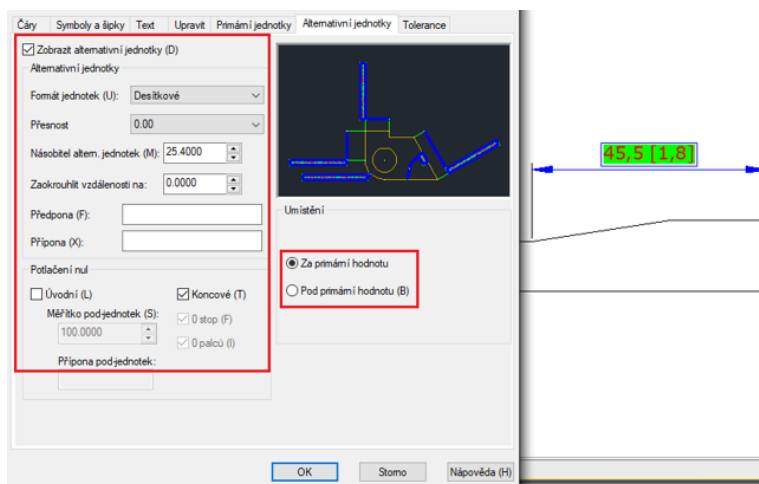 Čáry Symboly a šipky Text Upravit Primární jednotky Alternativní jednotky Tolerance
Zobrazit alternativní jednotky (D)
Alternativní jednotky
Formát jednotek (U): Desítkové
Přesnost 0.00
Násobitel altern. jednotek (M): 25.4000
Zaokrouhlit vzdálenosti na: 0.0000
Předpona (F):
Přípona (X):
Potlačení nul
Úvodní (L) Koncové (T)
Měřítko pod-jednotek (S): 0 stop (F)
100.0000 0 palců (I)
Přípona pod-jednotek:
Umístění
Za primární hodnotu
Pod primární hodnotu (B)
OK Storno Nápověda (H)
45,5 [1,8]